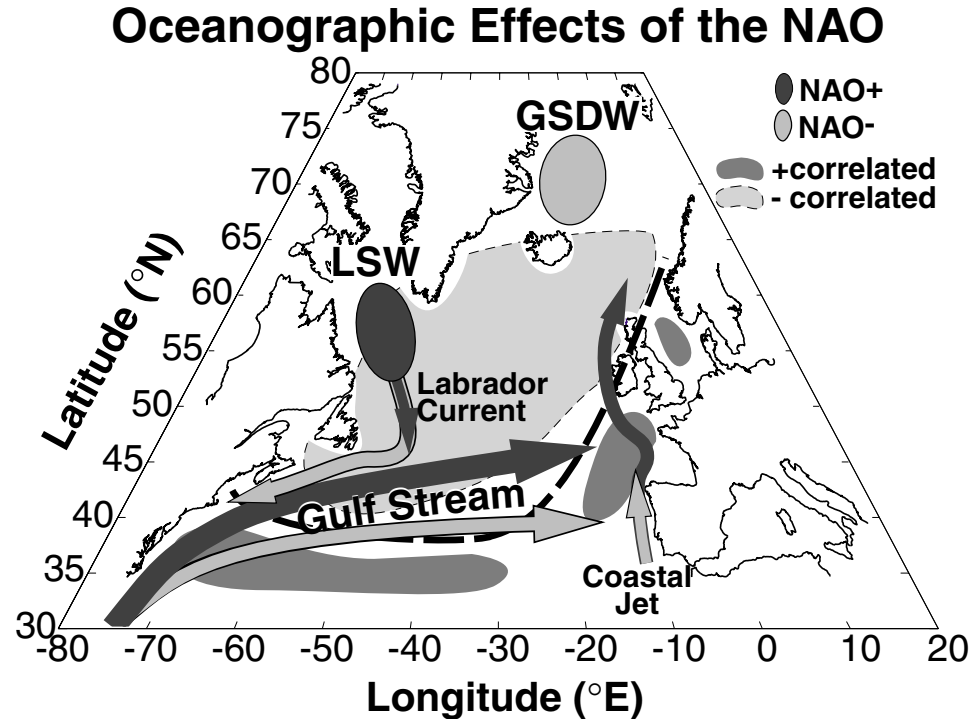 Oceanographic Effects of the NAO
80
75
70
65
60
55
50
45
40
35
30
Latitude (°N)
GSDW
NAO+
NAO-
+correlated
- correlated
LSW
Labrador
Current
Gulf Stream
Coastal
Jet
-80 -70 -60 -50 -40 -30 -20 -10 0 10 20
Longitude (°E)